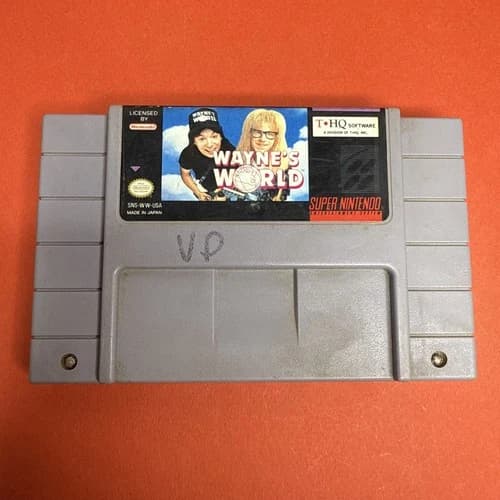 LICENSED
BY
Nintendo
SNS-WW-USA
MADE IN JAPAN
WAYNE'S
WORLD
WAYNE'S
WORLD
T•HQ SOFTWARE
A DIVISION OF T•HQ, INC.
SUPER NINTENDO
ENTERTAINMENT SYSTEM
VP